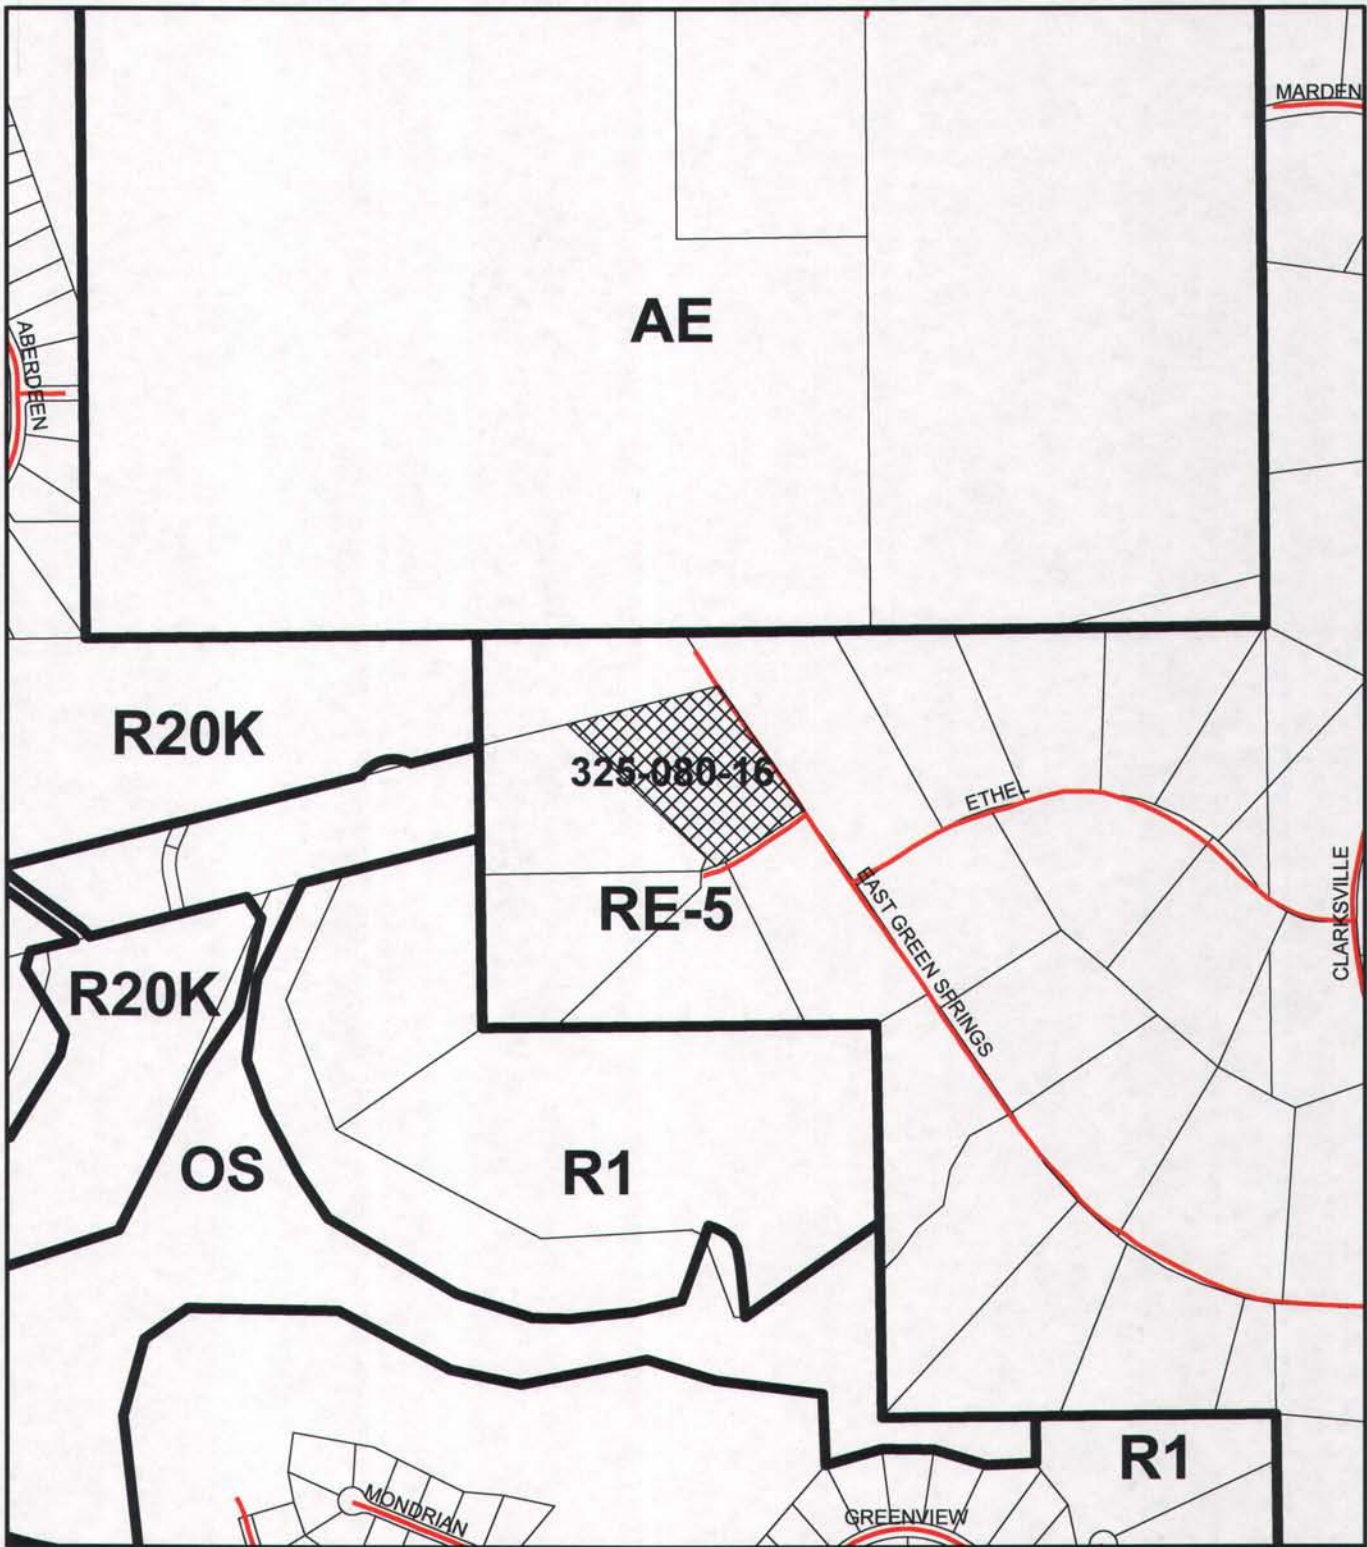 MARDEN
AE
ABERDEEN
R20K
325-080-16
ETHEL
CLARKSVILLE
RE-5
EAST GREEN SPRINGS
R20K
OS
R1
R1
MONDRIAN
GREENVIEW